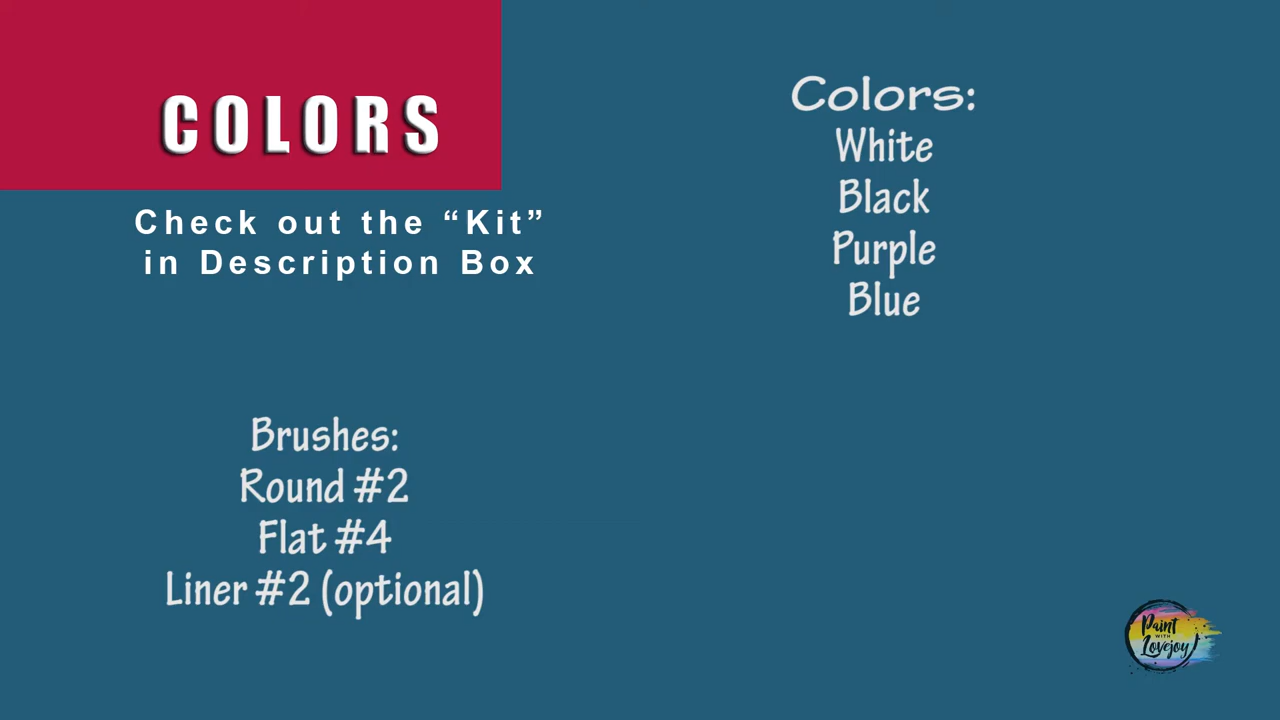 COLORS
Check out the “Kit”
in Description Box
Colors:
White
Black
Purple
Blue
Brushes:
Round #2
Flat #4
Liner #2 (optional)
Paint
WITH
Lovejoy